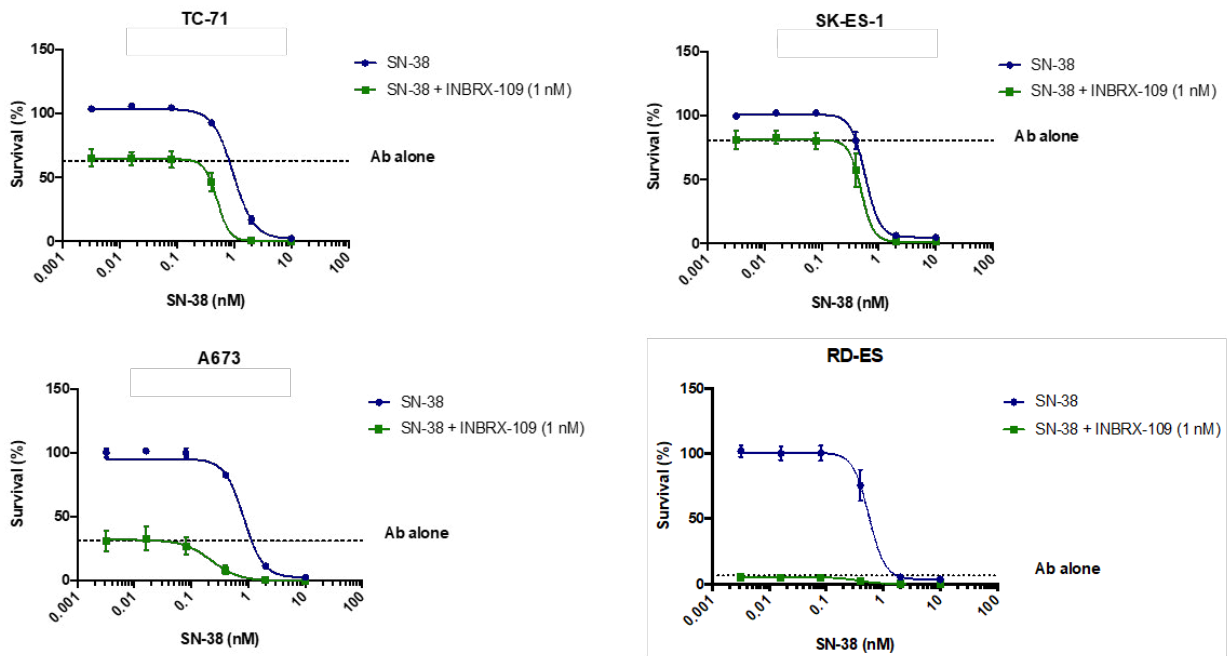 TC-71
150
100
50
0
Survival (%)
0.001
0.01
0.1
1
10
100
SN-38 (nM)
SN-38
SN-38 + INBRX-109 (1 nM)
Ab alone
SK-ES-1
150
100
50
0
Survival (%)
0.001
0.01
0.1
1
10
100
SN-38 (nM)
SN-38
SN-38 + INBRX-109 (1 nM)
Ab alone
A673
150
100
50
0
Survival (%)
0.001
0.01
0.1
1
10
100
SN-38 (nM)
SN-38
SN-38 + INBRX-109 (1 nM)
Ab alone
RD-ES
150
100
50
0
Survival (%)
0.001
0.01
0.1
1
10
100
SN-38 (nM)
SN-38
SN-38 + INBRX-109 (1 nM)
Ab alone